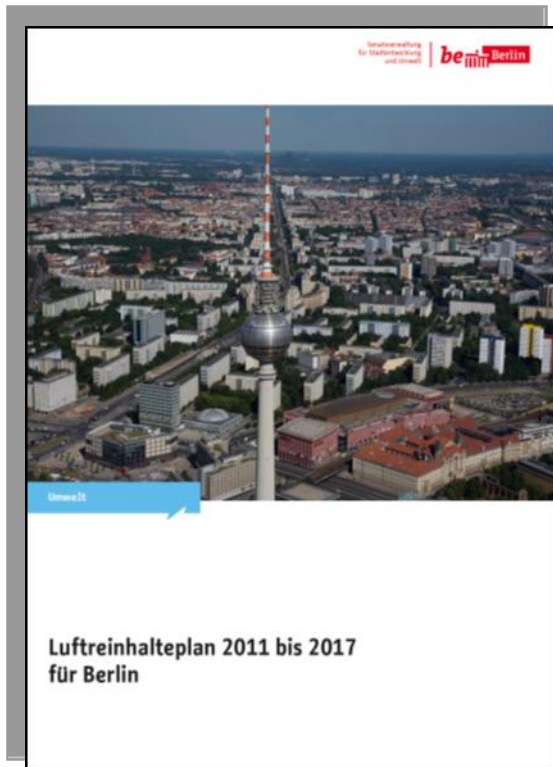 Senatsverwaltung
für Stadtentwicklung
und Umwelt
be Berlin
Umwelt
Luftreinhalteplan 2011 bis 2017
für Berlin